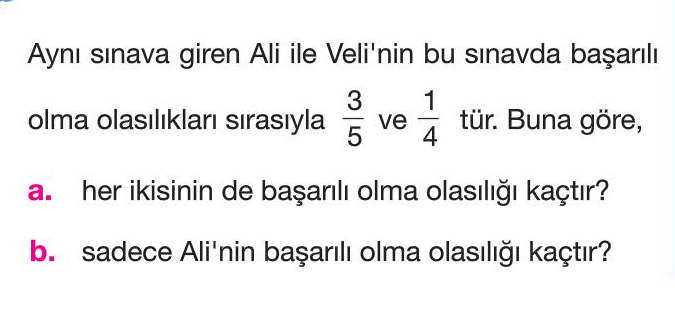 Aynı sınava giren Ali ile Veli'nin bu sınavda başarılı
olma olasılıkları sırasıyla 3/5 ve 1/4 tür. Buna göre,
a. her ikisinin de başarılı olma olasılığı kaçtır?
b. sadece Ali'nin başarılı olma olasılığı kaçtır?